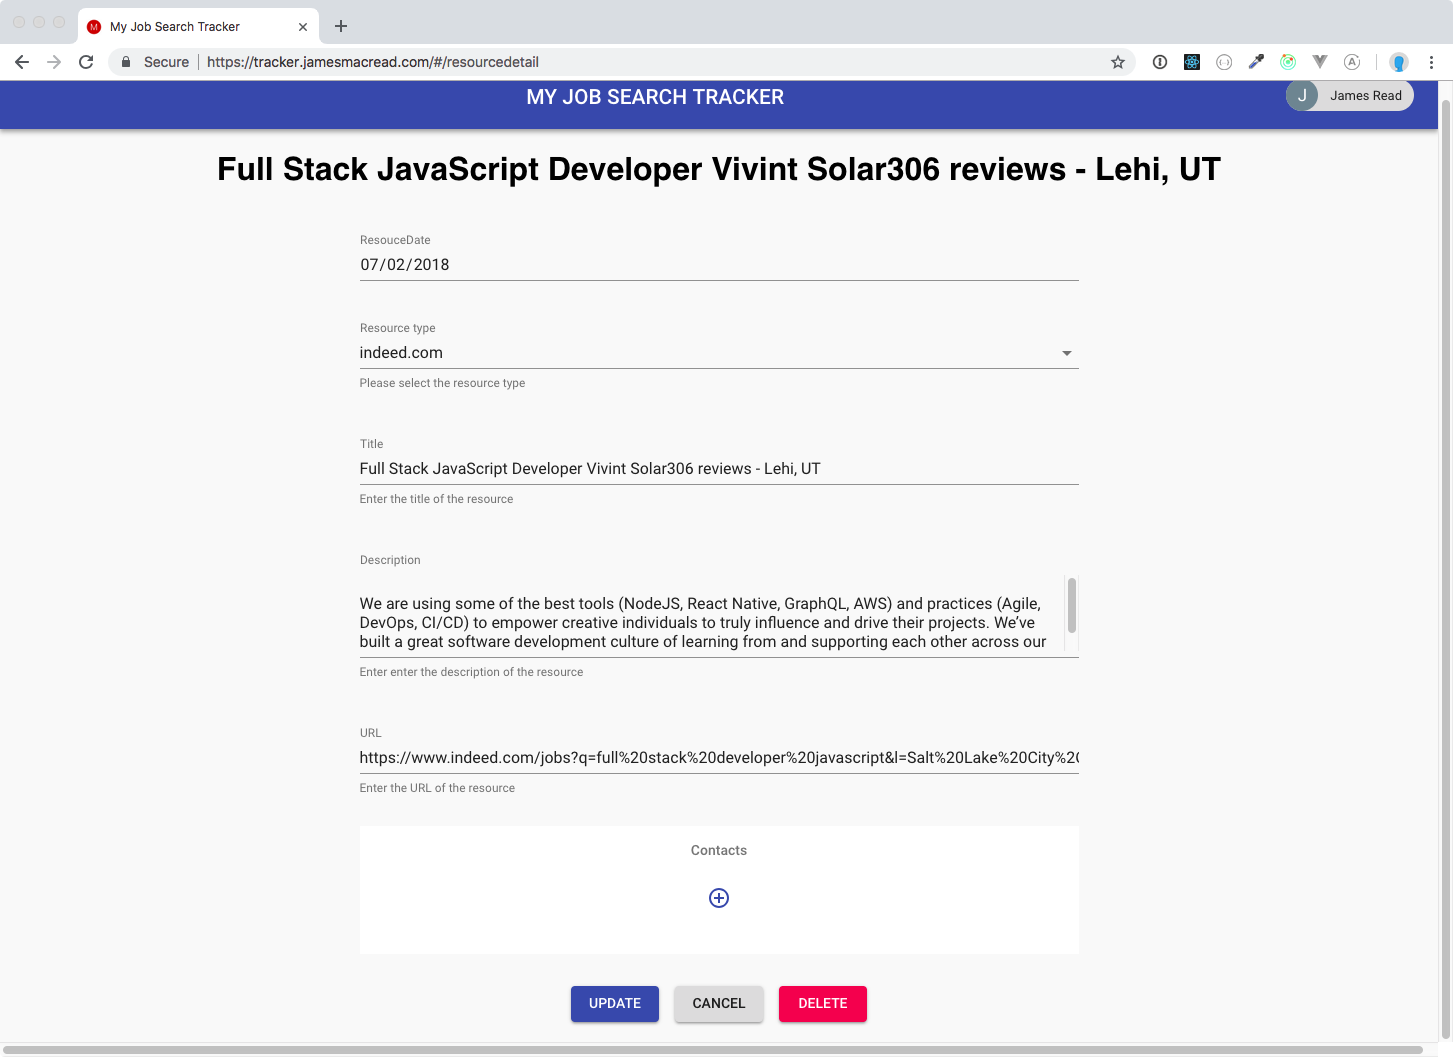 My Job Search Tracker
Secure https://tracker.jamesmacread.com/#/resourcedetail
MY JOB SEARCH TRACKER
J James Read
Full Stack JavaScript Developer Vivint Solar306 reviews - Lehi, UT
ResouceDate
07/02/2018
Resource type
indeed.com
Please select the resource type
Title
Full Stack JavaScript Developer Vivint Solar306 reviews - Lehi, UT
Enter the title of the resource
Description
We are using some of the best tools (NodeJS, React Native, GraphQL, AWS) and practices (Agile,
DevOps, CI/CD) to empower creative individuals to truly influence and drive their projects. We’ve
built a great software development culture of learning from and supporting each other across our
Enter enter the description of the resource
URL
https://www.indeed.com/jobs?q=full%20stack%20developer%20javascript&l=Salt%20Lake%20City%2
Enter the URL of the resource
Contacts
UPDATE CANCEL DELETE